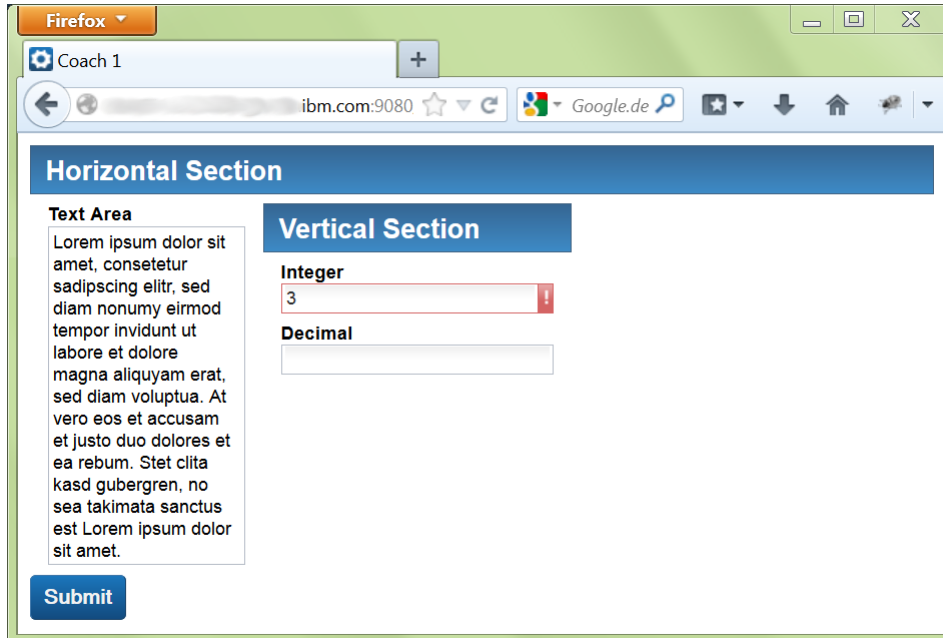 Firefox
Coach 1
ibm.com:9080
Google.de
Horizontal Section
Text Area
Lorem ipsum dolor sit
amet, consetetur
sadipscing elitr, sed
diam nonumy eirmod
tempor invidunt ut
labore et dolore
magna aliquyam erat,
sed diam voluptua. At
vero eos et accusam
et justo duo dolores et
ea rebum. Stet clita
kasd gubergren, no
sea takimata sanctus
est Lorem ipsum dolor
sit amet.
Vertical Section
Integer
3 !
Decimal
Submit